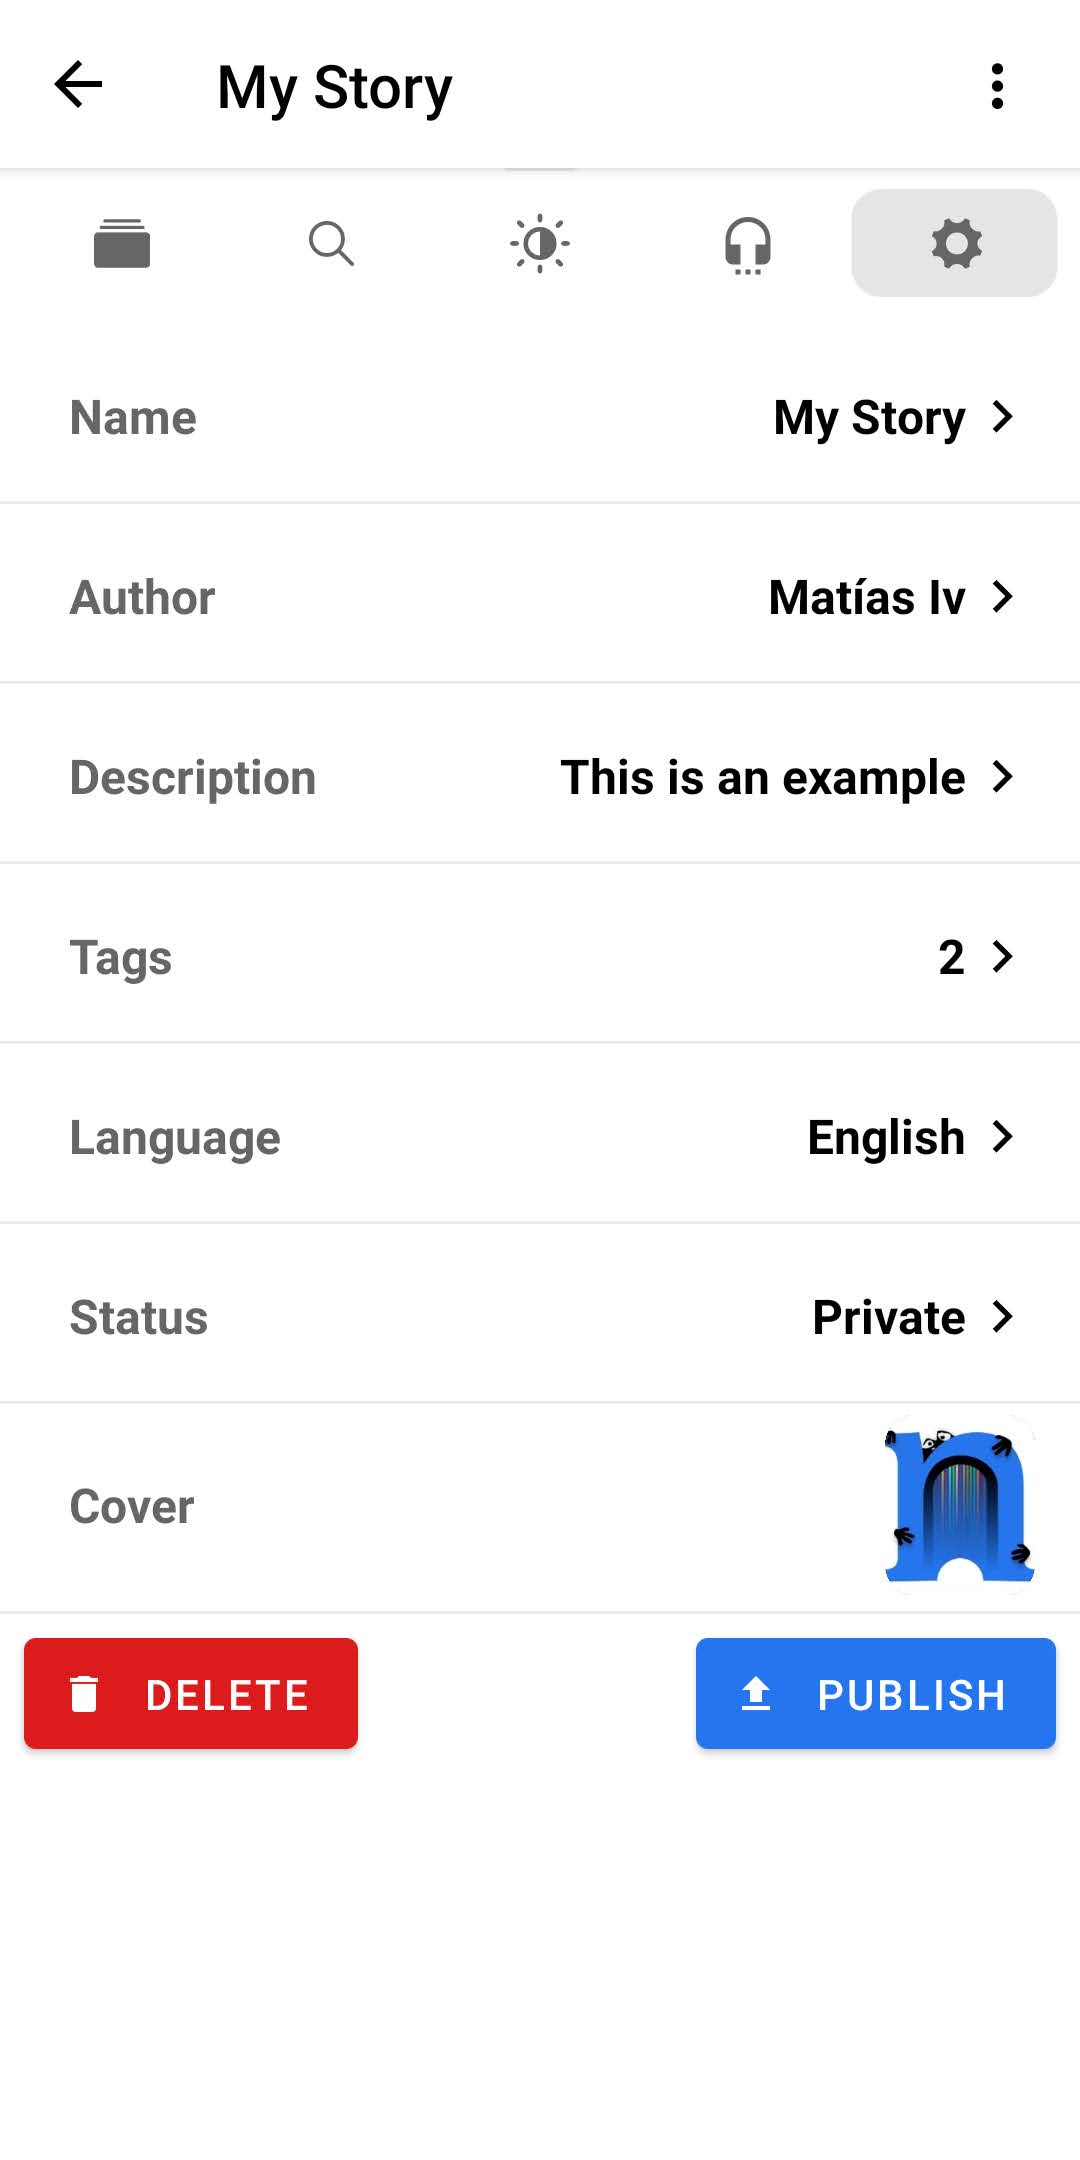 My Story
Name My Story
Author Matías Iv
Description This is an example
Tags 2
Language English
Status Private
Cover
DELETE PUBLISH